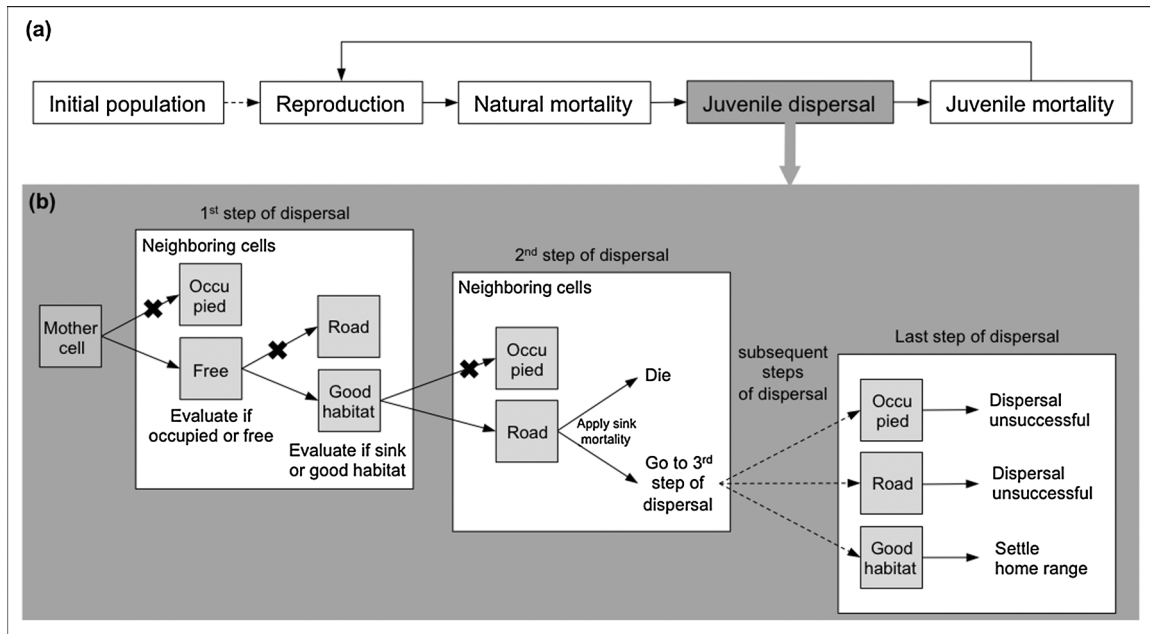 (a)
Initial population
Reproduction
Natural mortality
Juvenile dispersal
Juvenile mortality
(b)
1st step of dispersal
Neighboring cells
Mother
cell
Occu
pied
Free
Evaluate if
occupied or free
Road
Good
habitat
Evaluate if sink
or good habitat
2nd step of dispersal
Neighboring cells
Occu
pied
Road
Apply sink
mortality
Die
Go to 3rd
step of
dispersal
subsequent
steps
of dispersal
Last step of dispersal
Occu
pied
Dispersal
unsuccessful
Road
Dispersal
unsuccessful
Good
habitat
Settle
home range